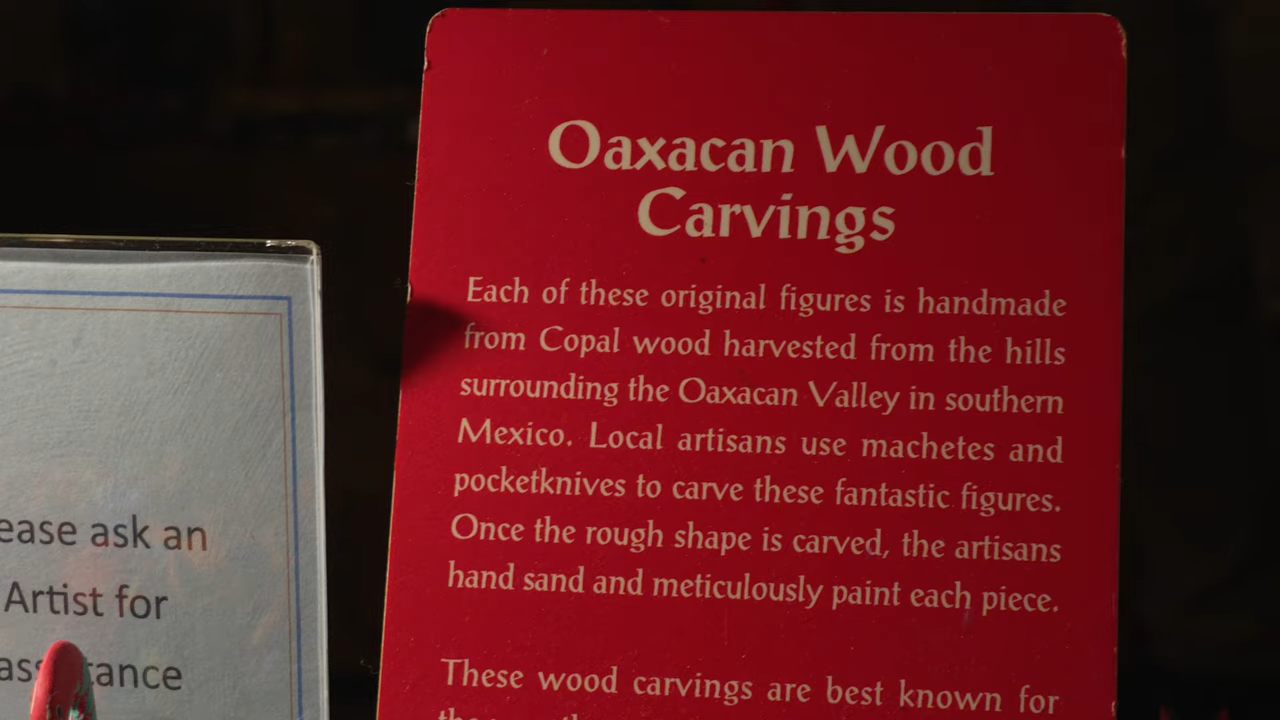 Oaxacan Wood
Carvings
Each of these original figures is handmade
from Copal wood harvested from the hills
surrounding the Oaxacan Valley in southern
Mexico. Local artisans use machetes and
pocketknives to carve these fantastic figures.
Once the rough shape is carved, the artisans
hand sand and meticulously paint each piece.
These wood carvings are best known for
ask an
Artist for